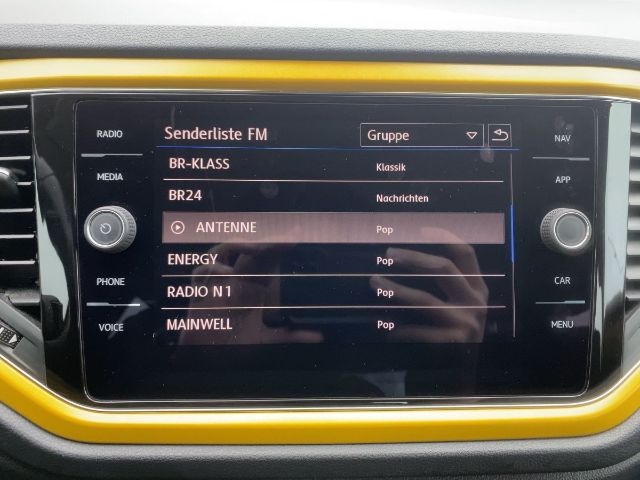 RADIO
MEDIA
PHONE
VOICE
Senderliste FM
Gruppe
BR-KLASS Klassik
BR24 Nachrichten
ANTENNE Pop
ENERGY Pop
RADIO N1 Pop
MAINWELL Pop
NAV
APP
CAR
MENU